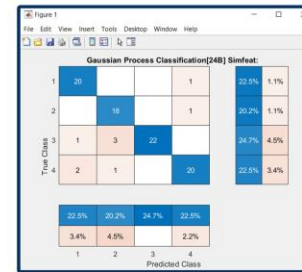 Figure 1
File Edit View Insert Tools Desktop Window Help
Gaussian Process Classification[24B] Simfeat:
1 20 1 22.5% 1.1%
2 18 1 20.2% 1.1%
3 1 3 22 24.7% 4.5%
4 2 1 20 22.5% 3.4%
True Class
22.5% 20.2% 24.7% 22.5%
3.4% 4.5% 2.2%
1 2 3 4
Predicted Class